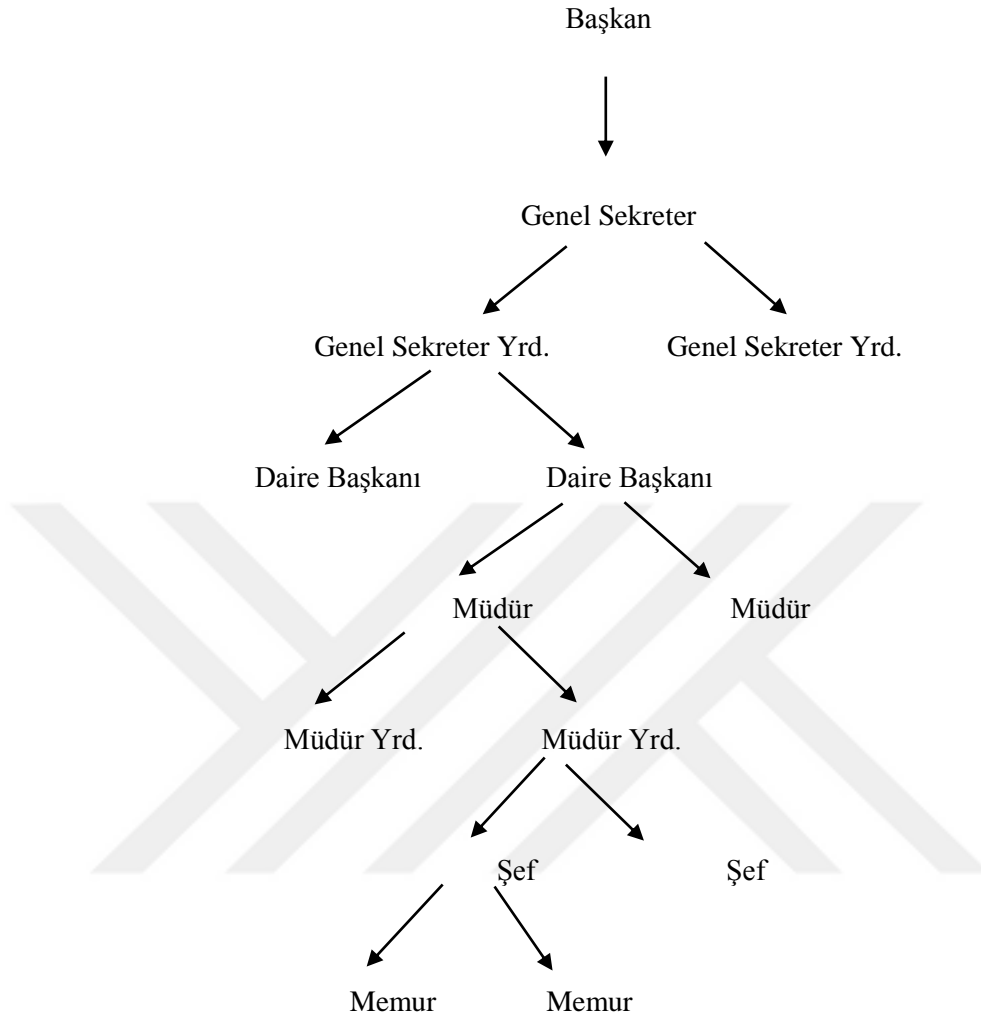 Başkan
Genel Sekreter
Genel Sekreter Yrd. Genel Sekreter Yrd.
Daire Başkanı Daire Başkanı
Müdür Müdür
Müdür Yrd. Müdür Yrd.
Şef Şef
Memur Memur